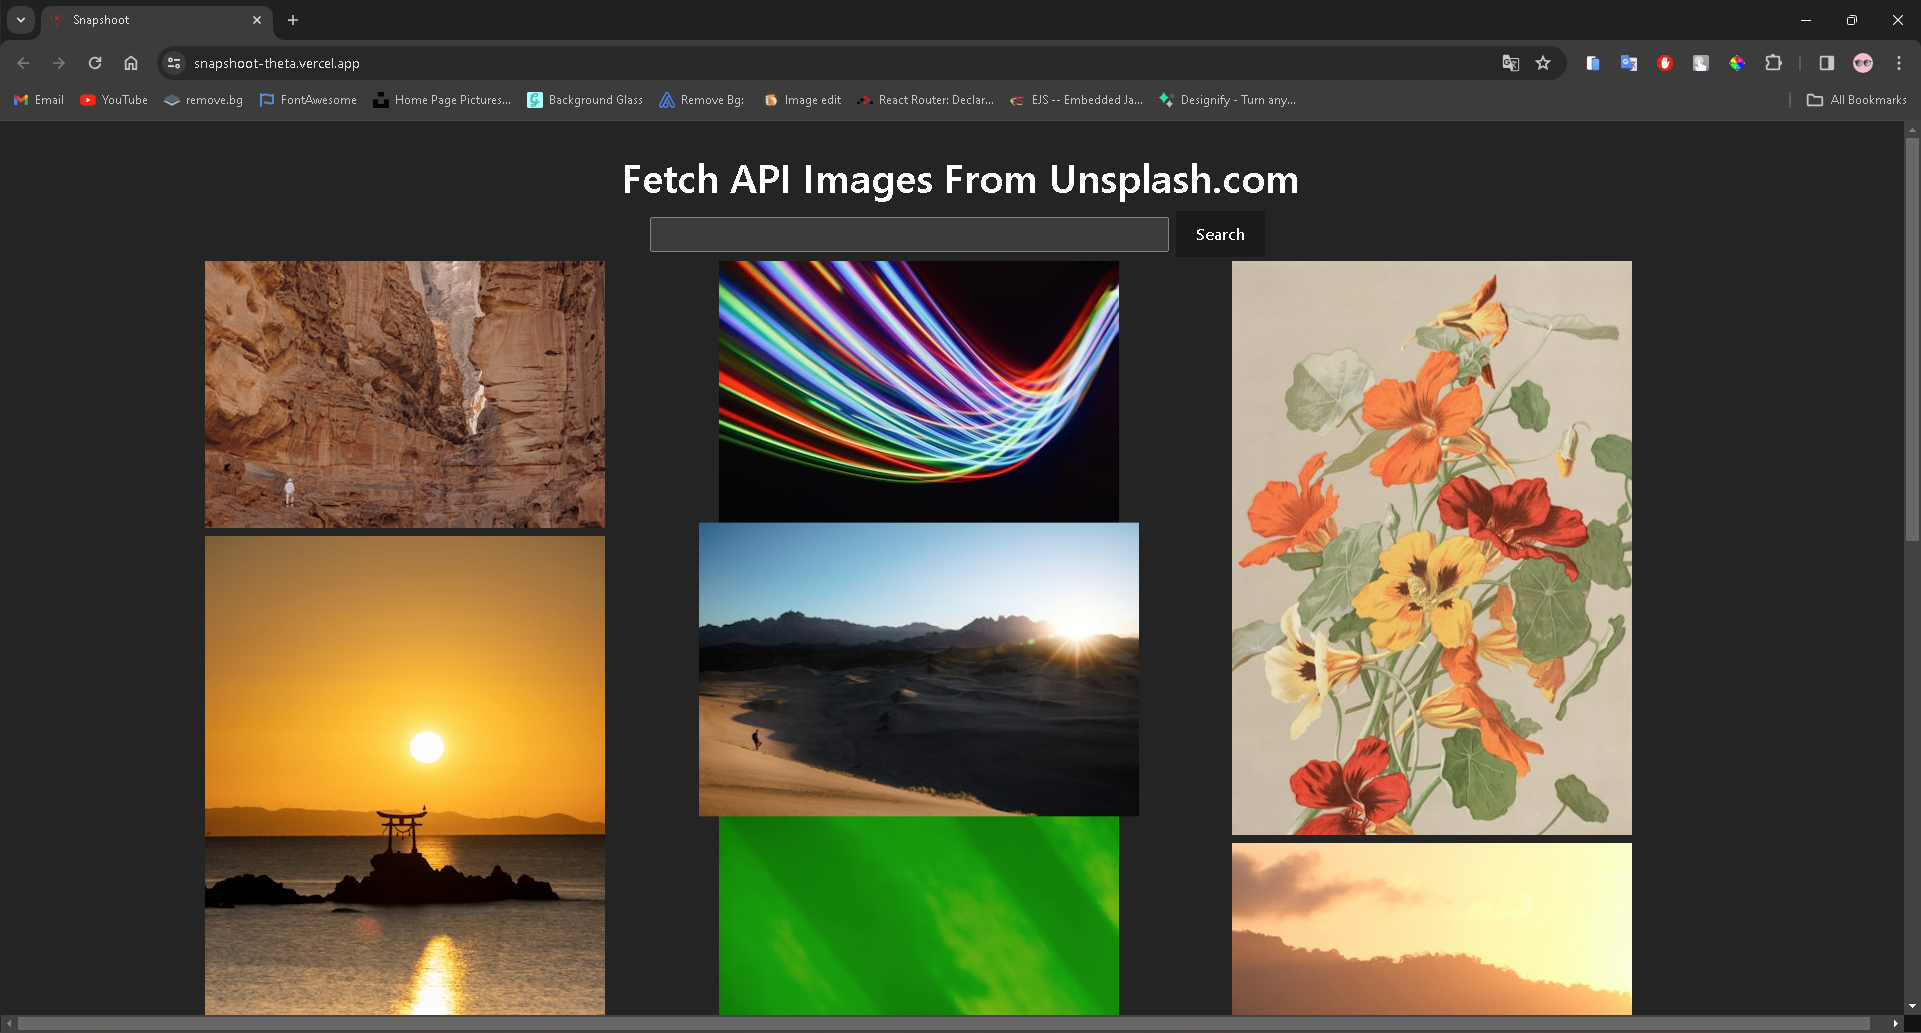 Snapshoot
snapshoot-theta.vercel.app
Email YouTube remove.bg FontAwesome Home Page Pictures... Background Glass Remove Bg: Image edit React Router: Declar... EJS -- Embedded Ja... Designify - Turn any... All Bookmarks
Fetch API Images From Unsplash.com
Search